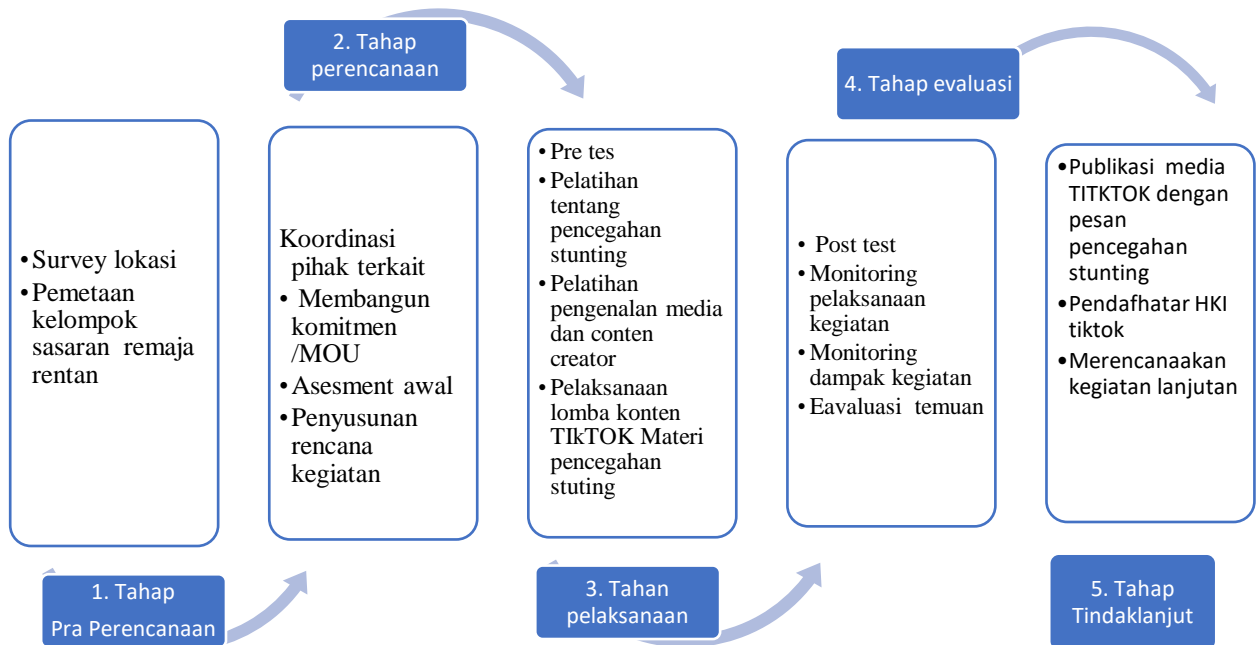 2. Tahap
perencanaan
4. Tahap evaluasi
•Survey lokasi
•Pemetaan
kelompok
sasaran remaja
rentan
Koordinasi
pihak terkait
• Membangun
komitmen
/MOU
•Asesment awal
•Penyusunan
rencana
kegiatan
•Pre tes
•Pelatihan
tentang
pencegahan
stunting
•Pelatihan
pengenalan media
dan conten
creator
•Pelaksanaan
lomba konten
TIkTOK Materi
pencegahan
stuting
• Post test
•Monitoring
pelaksanaan
kegiatan
•Monitoring
dampak kegiatan
•Eavaluasi temuan
•Publikasi media
TITKTOK dengan
pesan
pencegahan
stunting
•Pendafhatar HKI
tiktok
•Merencanaakan
kegiatan lanjutan
1. Tahap
Pra Perencanaan
3. Tahan
pelaksanaan
5. Tahap
Tindaklanjut